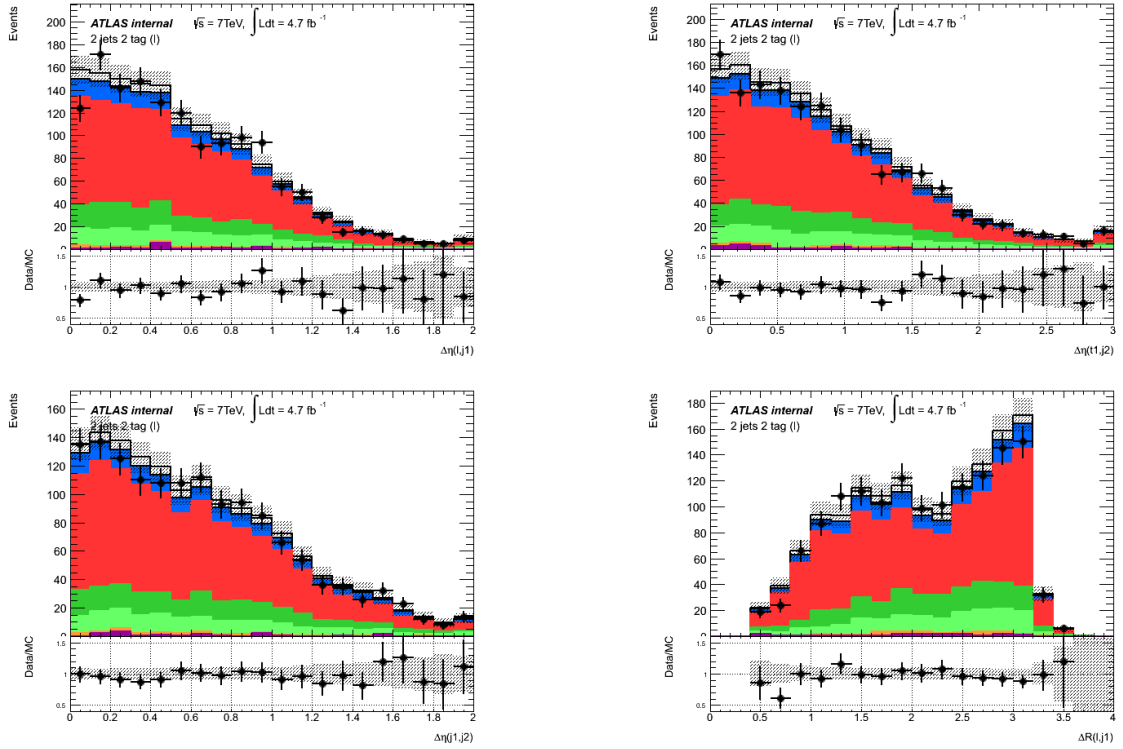 Events
200
180
160
140
120
100
80
60
40
20
0
ATLAS internal √s = 7TeV, ∫ Ldt = 4.7 fb⁻¹
2 jets 2 tag (l)
Data/MC
1.5
1
0.5
0 0.2 0.4 0.6 0.8 1 1.2 1.4 1.6 1.8 2
Δη(l,j1)
Events
200
180
160
140
120
100
80
60
40
20
0
ATLAS internal √s = 7TeV, ∫ Ldt = 4.7 fb⁻¹
2 jets 2 tag (l)
Data/MC
1.5
1
0.5
0 0.5 1 1.5 2 2.5 3
Δη(t1,j2)
Events
160
140
120
100
80
60
40
20
0
ATLAS internal √s = 7TeV, ∫ Ldt = 4.7 fb⁻¹
2 jets 2 tag (l)
Data/MC
1.5
1
0.5
0 0.2 0.4 0.6 0.8 1 1.2 1.4 1.6 1.8 2
Δη(j1,j2)
Events
180
160
140
120
100
80
60
40
20
0
ATLAS internal √s = 7TeV, ∫ Ldt = 4.7 fb⁻¹
2 jets 2 tag (l)
Data/MC
1.5
1
0.5
0 0.5 1 1.5 2 2.5 3 3.5 4
ΔR(l,j1)